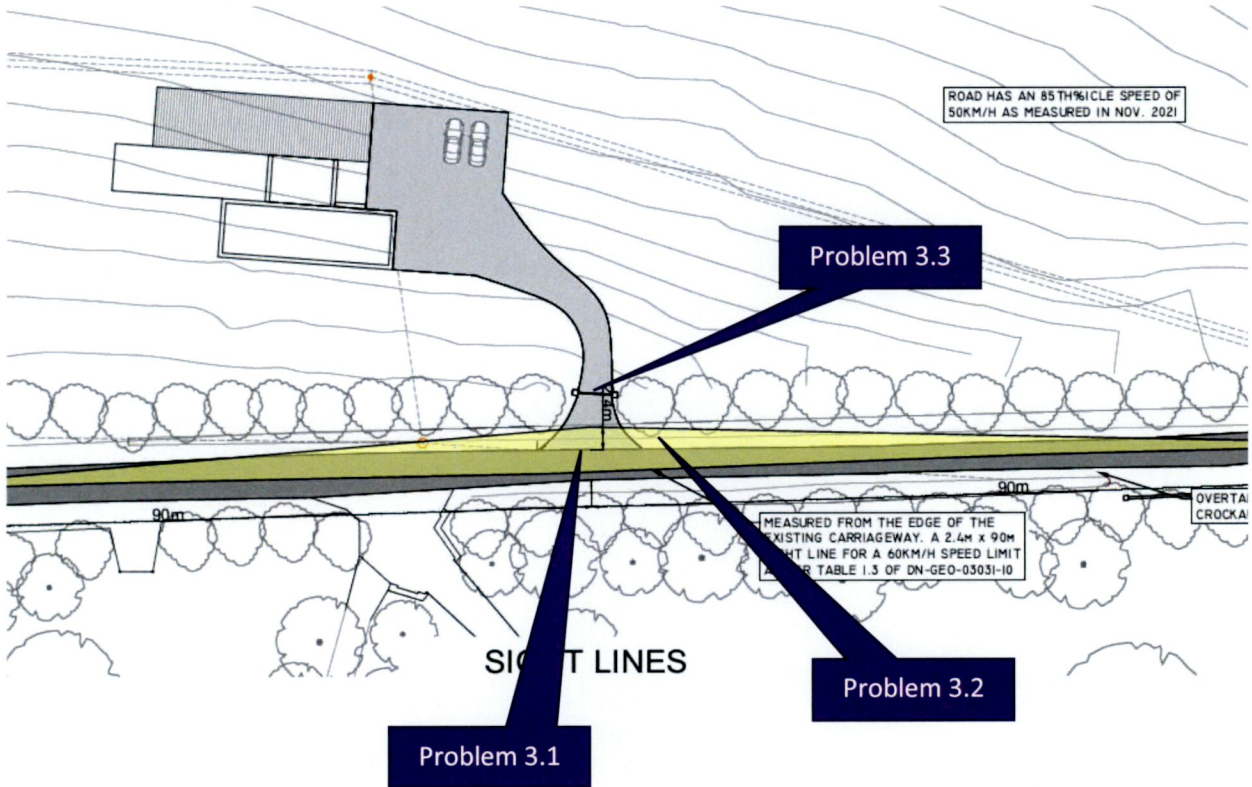 ROAD HAS AN 85TH%ICLE SPEED OF
50KM/H AS MEASURED IN NOV. 2021
Problem 3.3
90m
90m
MEASURED FROM THE EDGE OF THE
EXISTING CARRIAGEWAY. A 2.4M x 90M
LINE FOR A 60KM/H SPEED LIMIT
TABLE 1.3 OF DN-GEO-03031-10
SIGHT LINES
Problem 3.2
Problem 3.1